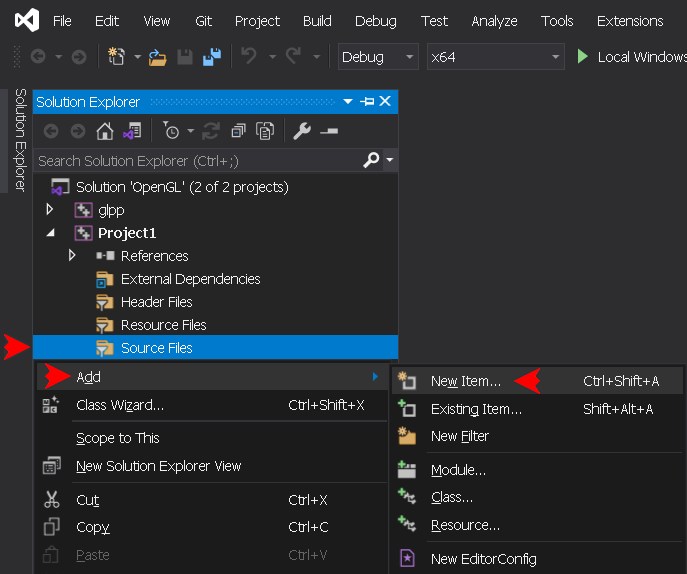 File Edit View Git Project Build Debug Test Analyze Tools Extensions
Debug x64 Local Windows
Solution Explorer
Solution Explorer
Search Solution Explorer (Ctrl+;)
Solution 'OpenGL' (2 of 2 projects)
glpp
Project1
References
External Dependencies
Header Files
Resource Files
Source Files
Add
Class Wizard... Ctrl+Shift+X
Scope to This
New Solution Explorer View
Cut Ctrl+X
Copy Ctrl+C
Paste Ctrl+V
New Item... Ctrl+Shift+A
Existing Item... Shift+Alt+A
New Filter
Module...
Class...
Resource...
New EditorConfig